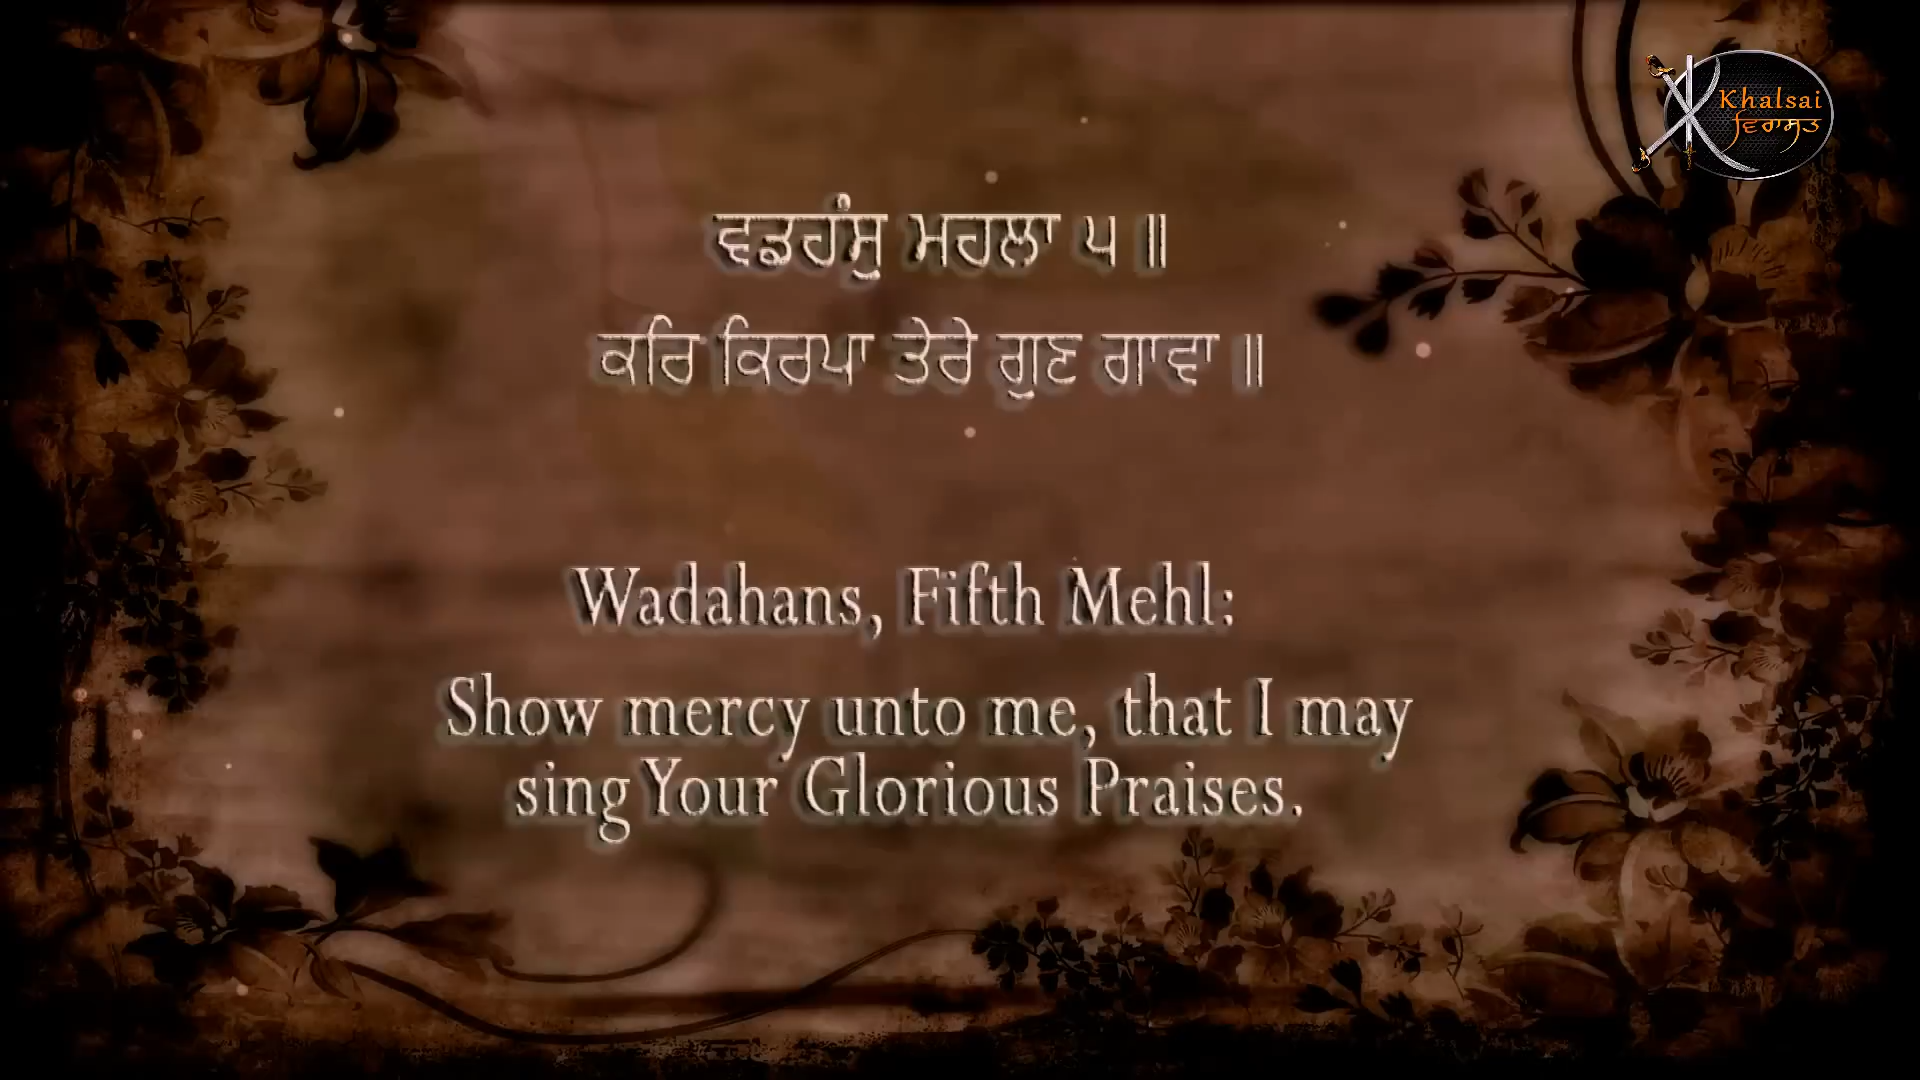 Khalsai
ਵਿਰਾਸਤ
ਵਡਹੰਸੁ ਮਹਲਾ ੫ ॥
ਕਰਿ ਕਿਰਪਾ ਤੇਰੇ ਗੁਣ ਗਾਵਾ ॥
Wadahans, Fifth Mehl:
Show mercy unto me, that I may
sing Your Glorious Praises.